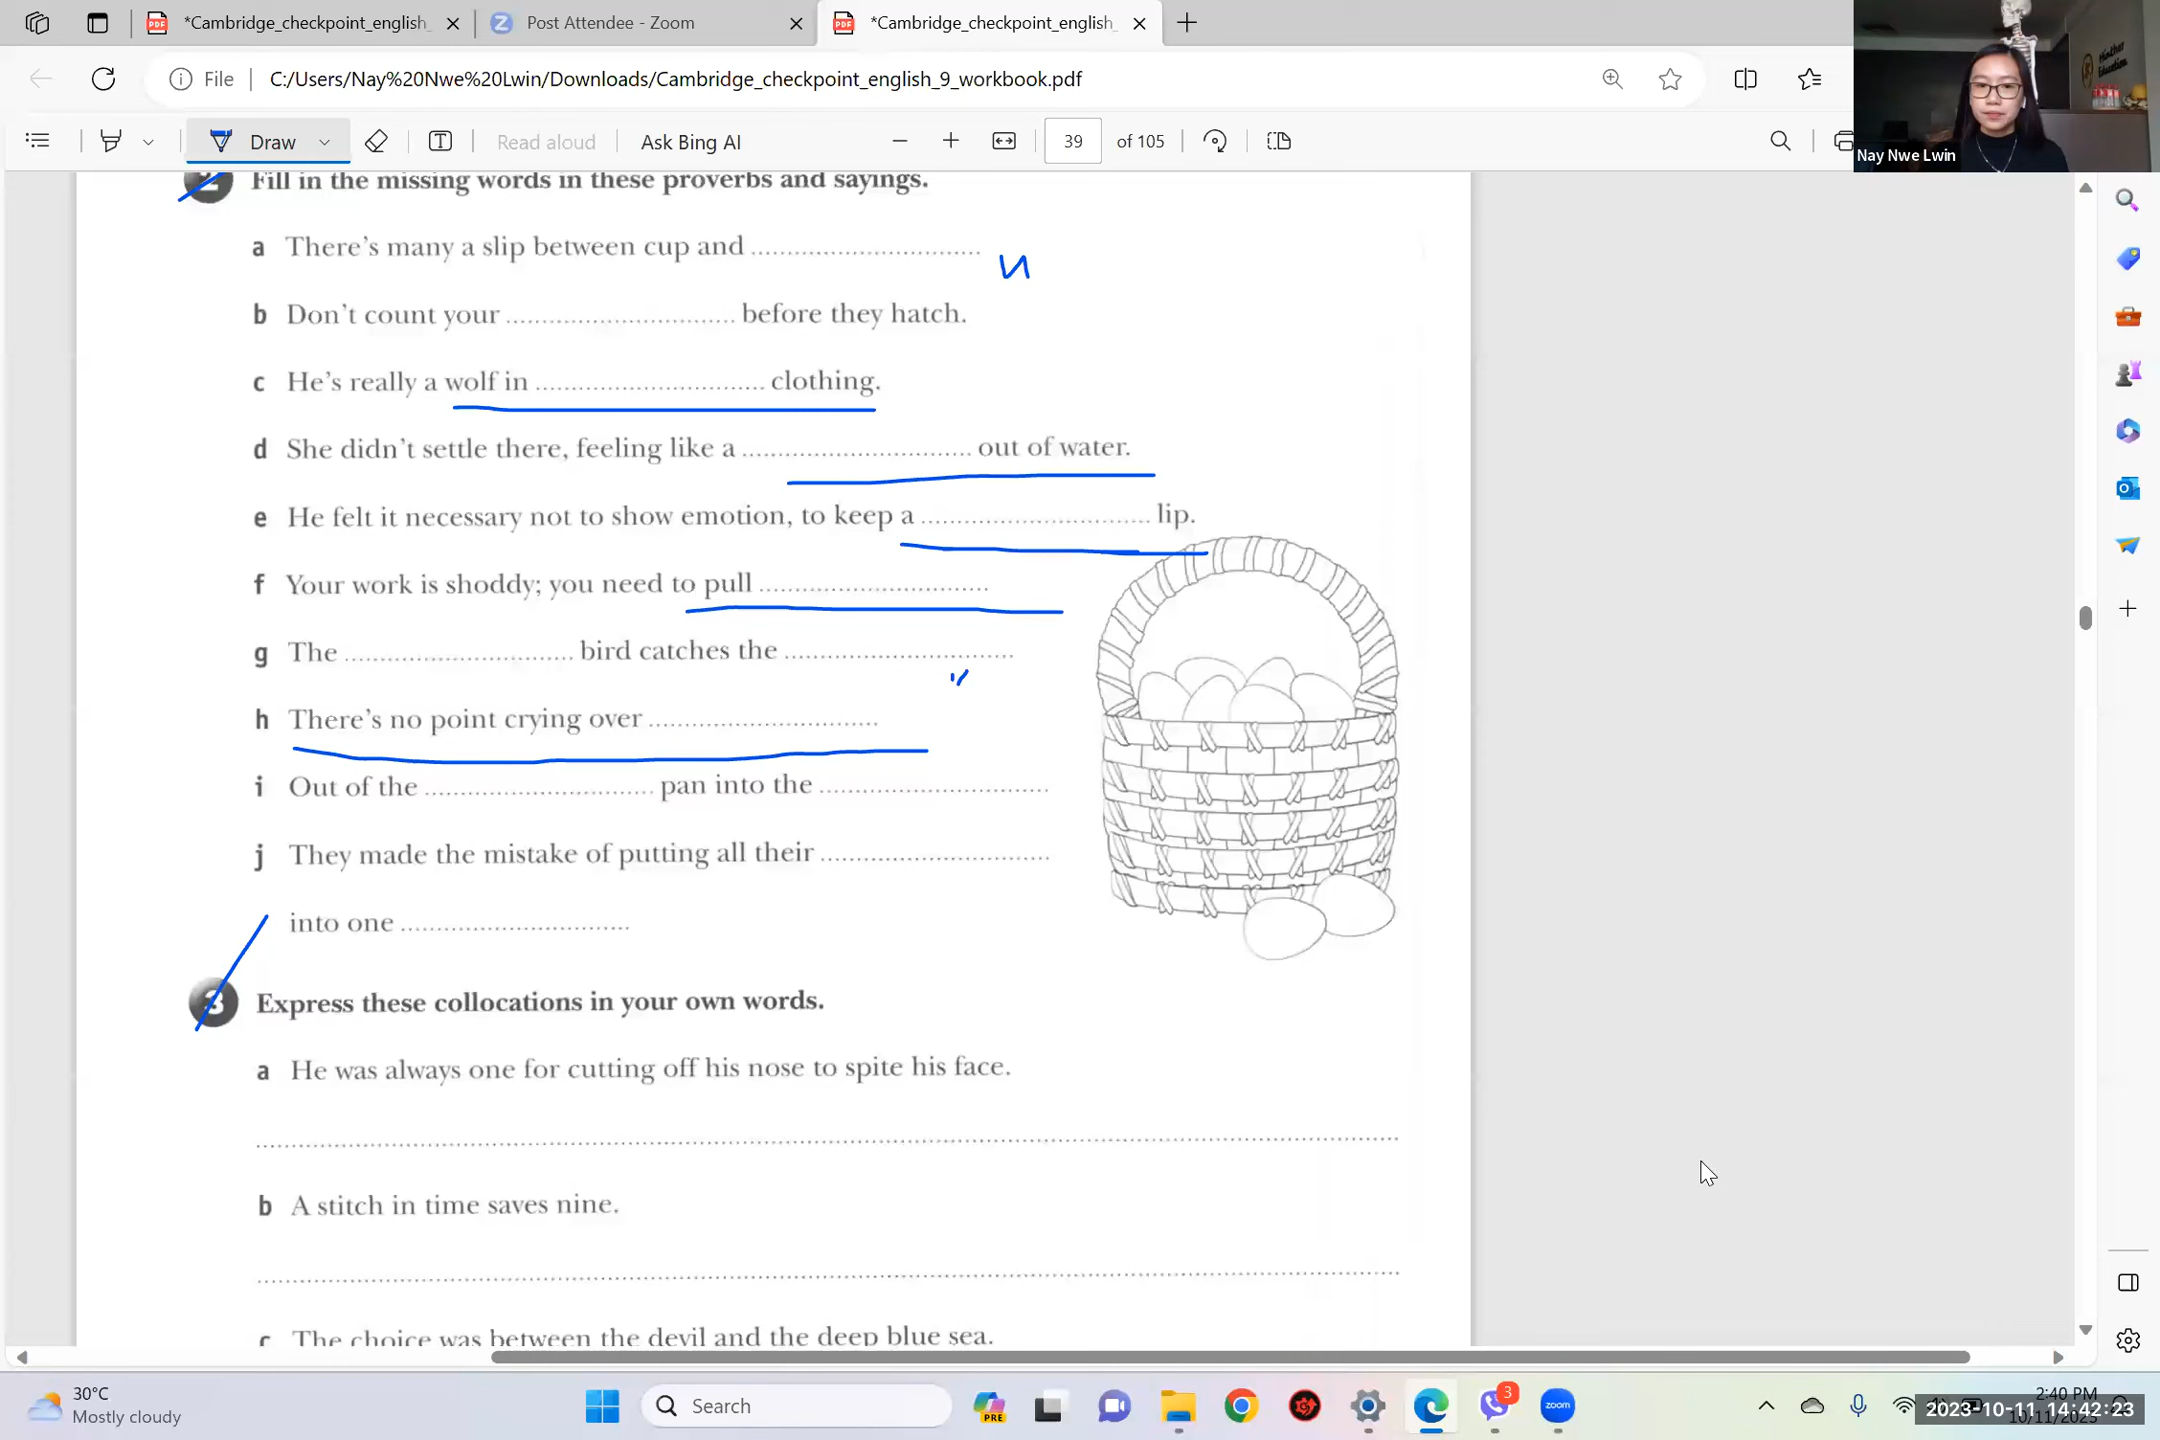 *Cambridge_checkpoint_english_
Post Attendee - Zoom
*Cambridge_checkpoint_english_
File
C:/Users/Nay%20Nwe%20Lwin/Downloads/Cambridge_checkpoint_english_9_workbook.pdf
Draw
Read aloud
Ask Bing AI
39
of 105
Nay Nwe Lwin
2 Fill in the missing words in these proverbs and sayings.
a There's many a slip between cup and ..............................
b Don't count your .............................. before they hatch.
c He's really a wolf in .............................. clothing.
d She didn't settle there, feeling like a .............................. out of water.
e He felt it necessary not to show emotion, to keep a .............................. lip.
f Your work is shoddy; you need to pull ..............................
g The .............................. bird catches the ..............................
h There's no point crying over ..............................
i Out of the .............................. pan into the ..............................
j They made the mistake of putting all their ..............................
into one ..............................
3 Express these collocations in your own words.
a He was always one for cutting off his nose to spite his face.
b A stitch in time saves nine.
c The choice was between the devil and the deep blue sea.
30°C
Mostly cloudy
Search
PRE
3
zoom
2:40 PM
2023-10-11 14:42:23